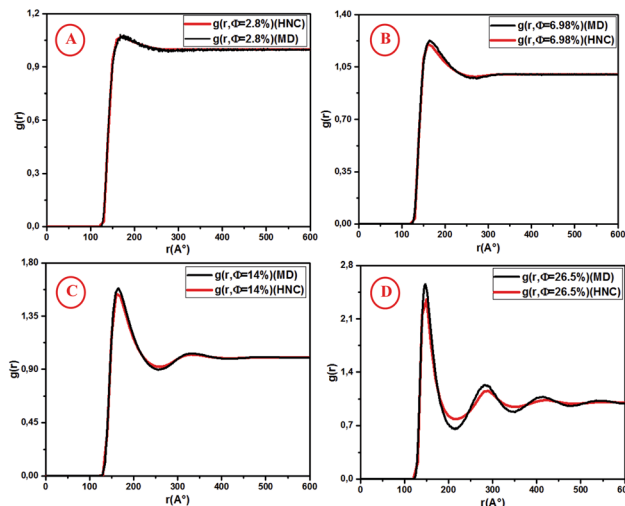 A
g(r,Φ=2.8%)(HNC)
g(r,Φ=2.8%)(MD)
1,2
0,9
0,6
0,3
0,0
g(r)
0 100 200 300 400 500 600
r(A°)
B
g(r,Φ=6.98%)(MD)
g(r,Φ=6.98%)(HNC)
1,40
1,05
0,70
0,35
0,00
g(r)
0 100 200 300 400 500 600
r(A°)
C
g(r,Φ=14%)(MD)
g(r,Φ=14%)(HNC)
1,80
1,35
0,90
0,45
0,00
g(r)
0 100 200 300 400 500 600
r(A°)
D
g(r,Φ=26.5%)(MD)
g(r,Φ=26.5%)(HNC)
2,8
2,1
1,4
0,7
0,0
g(r)
0 100 200 300 400 500 600
r(A°)